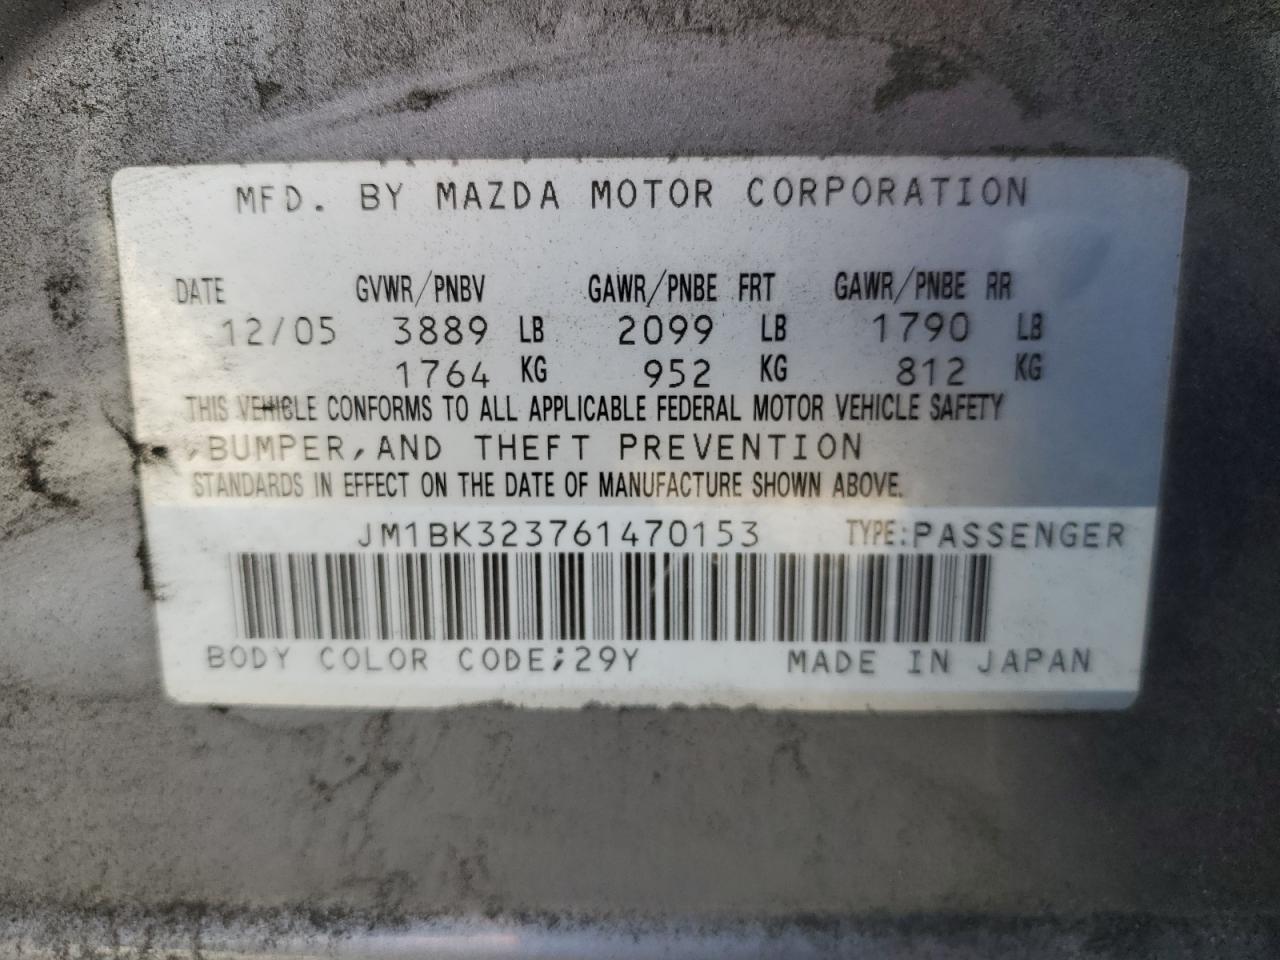 MFD. BY MAZDA MOTOR CORPORATION
DATE GVWR/PNBV GAWR/PNBE FRT GAWR/PNBE RR
12/05 3889 LB 2099 LB 1790 LB
1764 KG 952 KG 812 KG
THIS VEHICLE CONFORMS TO ALL APPLICABLE FEDERAL MOTOR VEHICLE SAFETY
,BUMPER,AND THEFT PREVENTION
STANDARDS IN EFFECT ON THE DATE OF MANUFACTURE SHOWN ABOVE.
JM1BK323761470153 TYPE:PASSENGER
BODY COLOR CODE;29Y MADE IN JAPAN